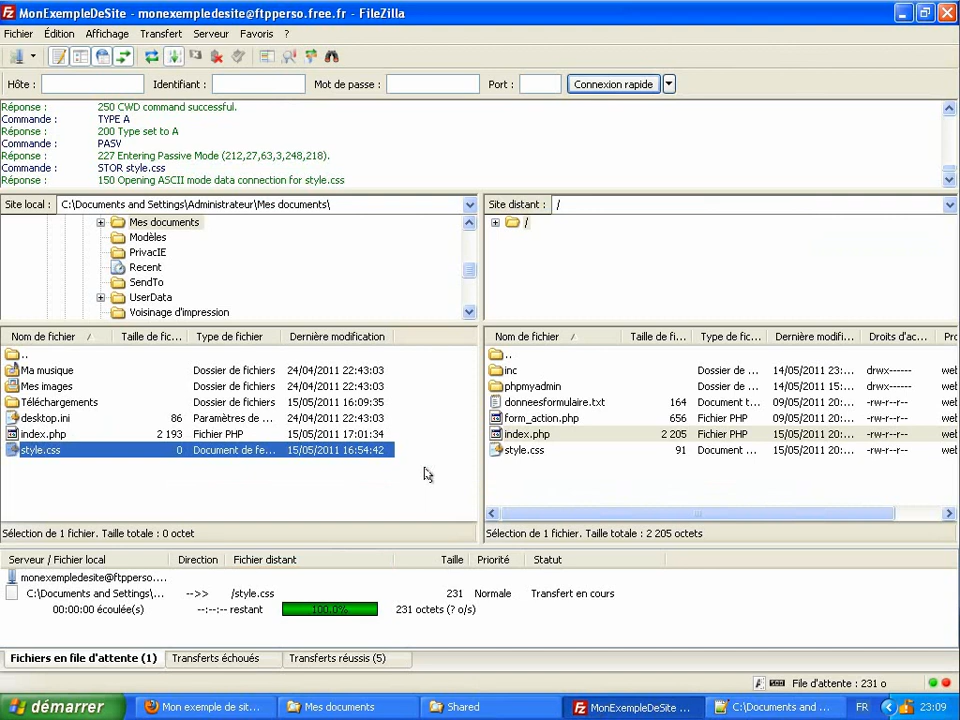 MonExempleDeSite - monexempledesite@ftpperso.free.fr - FileZilla
Fichier Édition Affichage Transfert Serveur Favoris ?
Hôte : Identifiant : Mot de passe : Port : Connexion rapide
Réponse : 250 CWD command successful.
Commande : TYPE A
Réponse : 200 Type set to A
Commande : PASV
Réponse : 227 Entering Passive Mode (212,27,63,3,248,218).
Commande : STOR style.css
Réponse : 150 Opening ASCII mode data connection for style.css
Site local : C:\Documents and Settings\Administrateur\Mes documents\
Mes documents
Modèles
PrivacIE
Recent
SendTo
UserData
Voisinage d'impression
Site distant : /
/
Nom de fichier Taille de fic... Type de fichier Dernière modification
..
Ma musique Dossier de fichiers 24/04/2011 22:43:03
Mes images Dossier de fichiers 24/04/2011 22:43:03
Téléchargements Dossier de fichiers 15/05/2011 16:09:35
desktop.ini 86 Paramètres de ... 24/04/2011 22:43:03
index.php 2 193 Fichier PHP 15/05/2011 17:01:34
style.css 0 Document de fe... 15/05/2011 16:54:42
Sélection de 1 fichier. Taille totale : 0 octet
Nom de fichier Taille de fi... Type de fic... Dernière modifi... Droits d'ac... Pro
..
inc Dossier de ... 14/05/2011 23:... drwx------ web
phpmyadmin Dossier de ... 14/05/2011 15:... drwx------ web
donneesformulaire.txt 164 Document t... 09/05/2011 20:... -rw-r--r-- web
form_action.php 656 Fichier PHP 09/05/2011 20:... -rw-r--r-- web
index.php 2 205 Fichier PHP 15/05/2011 20:... -rw-r--r-- web
style.css 91 Document ... 15/05/2011 20:... -rw-r--r-- web
Sélection de 1 fichier. Taille totale : 2 205 octets
Serveur / Fichier local Direction Fichier distant Taille Priorité Statut
monexempledesite@ftpperso....
C:\Documents and Settings\... -->> /style.css 231 Normale Transfert en cours
00:00:00 écoulée(s) --:--:-- restant 100.0% 231 octets (? o/s)
Fichiers en file d'attente (1) Transferts échoués Transferts réussis (5)
File d'attente : 231 o
démarrer Mon exemple de sit... Mes documents Shared MonExempleDeSite ... C:\Documents and ... FR 23:09